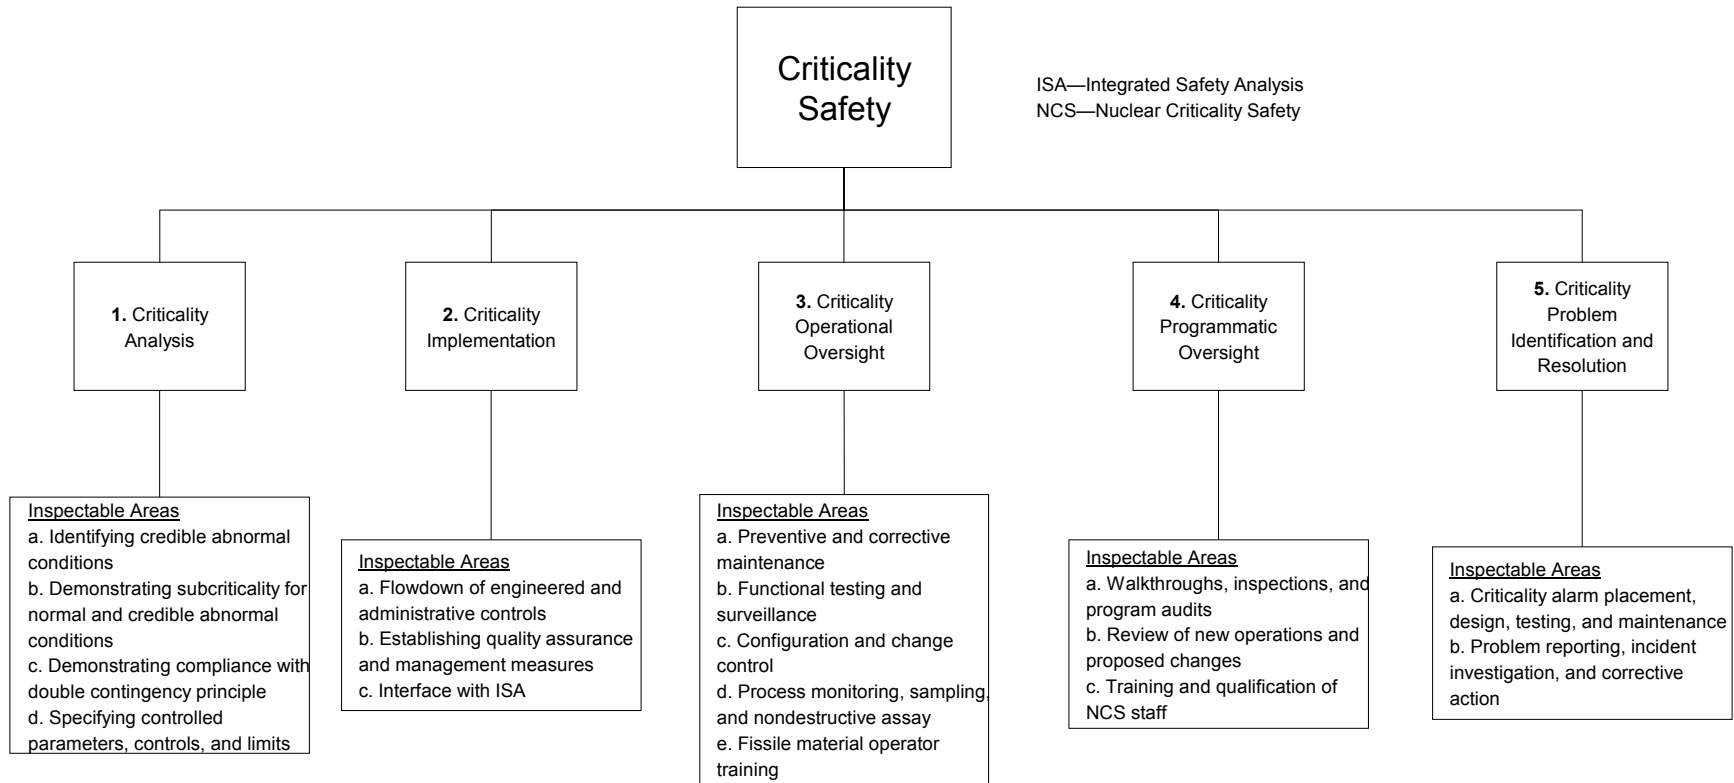 Criticality
Safety
ISA—Integrated Safety Analysis
NCS—Nuclear Criticality Safety
1. Criticality
Analysis
2. Criticality
Implementation
3. Criticality
Operational
Oversight
4. Criticality
Programmatic
Oversight
5. Criticality
Problem
Identification and
Resolution
Inspectable Areas
a. Identifying credible abnormal
conditions
b. Demonstrating subcriticality for
normal and credible abnormal
conditions
c. Demonstrating compliance with
double contingency principle
d. Specifying controlled
parameters, controls, and limits
Inspectable Areas
a. Flowdown of engineered and
administrative controls
b. Establishing quality assurance
and management measures
c. Interface with ISA
Inspectable Areas
a. Preventive and corrective
maintenance
b. Functional testing and
surveillance
c. Configuration and change
control
d. Process monitoring, sampling,
and nondestructive assay
e. Fissile material operator
training
Inspectable Areas
a. Walkthroughs, inspections, and
program audits
b. Review of new operations and
proposed changes
c. Training and qualification of
NCS staff
Inspectable Areas
a. Criticality alarm placement,
design, testing, and maintenance
b. Problem reporting, incident
investigation, and corrective
action